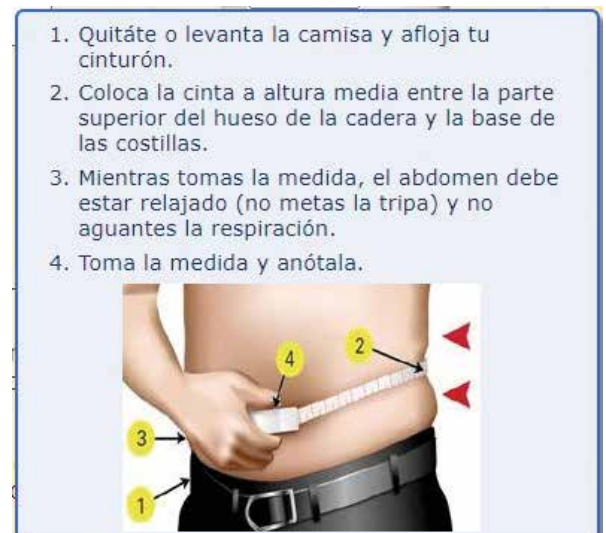 1. Quitáte o levanta la camisa y afloja tu
cinturón.
2. Coloca la cinta a altura media entre la parte
superior del hueso de la cadera y la base de
las costillas.
3. Mientras tomas la medida, el abdomen debe
estar relajado (no metas la tripa) y no
aguantes la respiración.
4. Toma la medida y anótala.
2
4
3
1